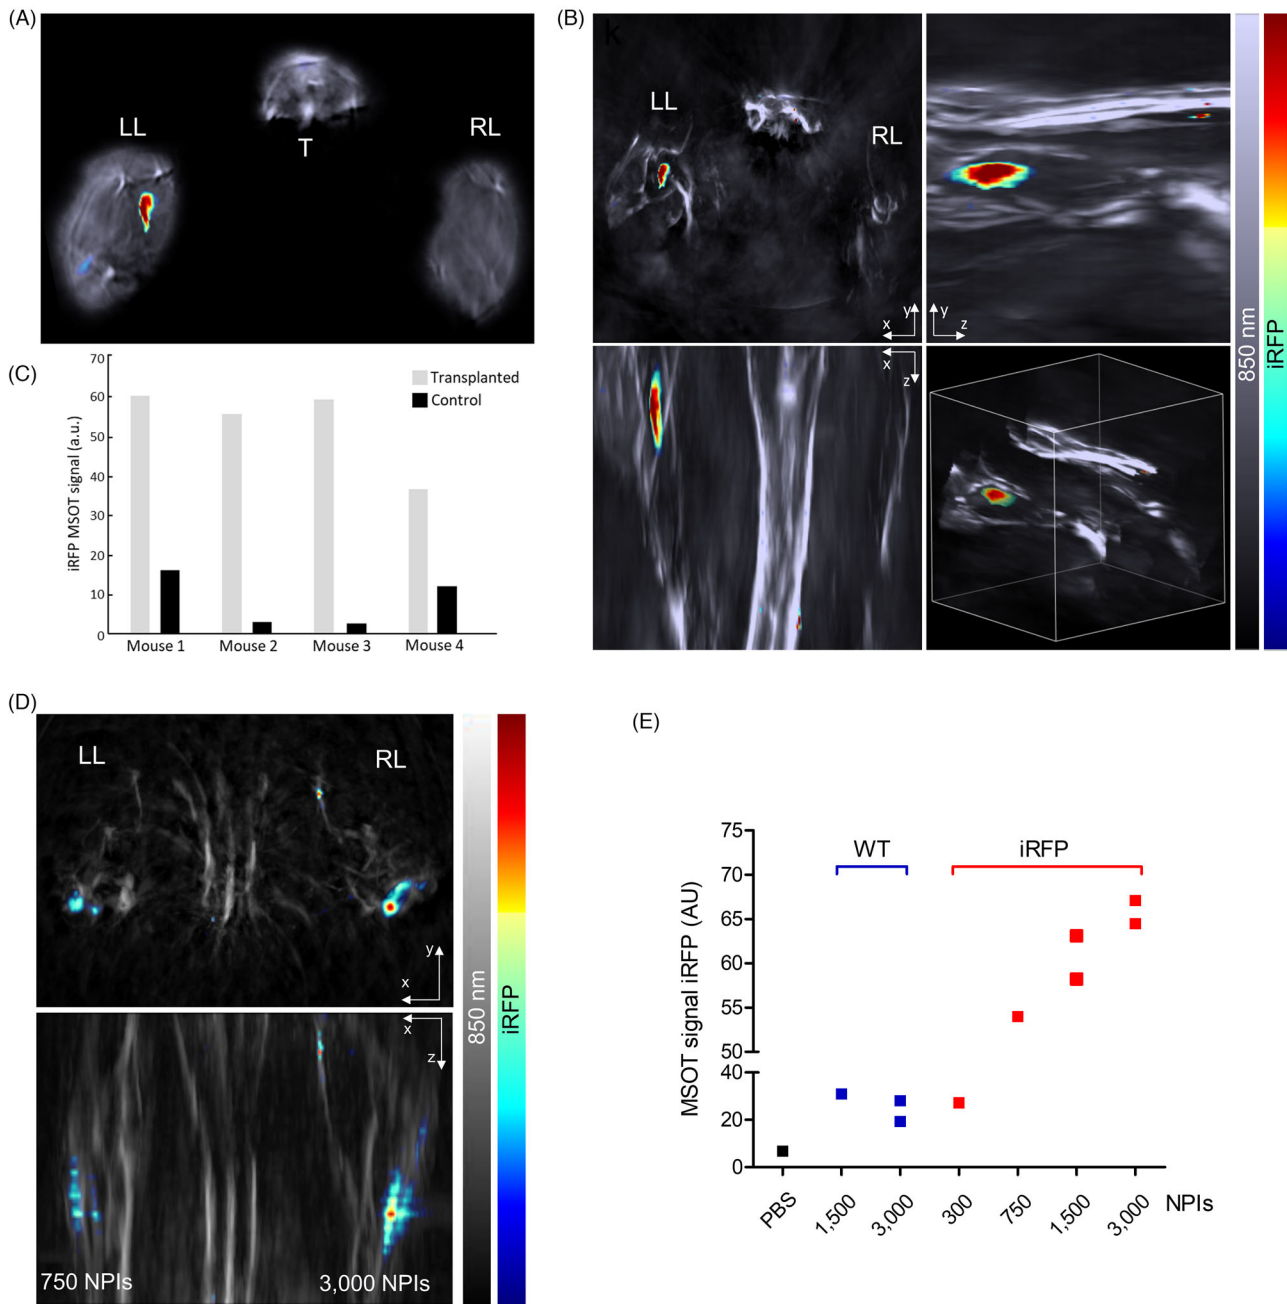 (A)
LL
T
RL
(B)
k
LL
RL
y
x
y
z
x
z
850 nm
iRFP
(C)
70
60
50
40
30
20
10
0
iRFP MSOT signal (a.u.)
Transplanted
Control
Mouse 1
Mouse 2
Mouse 3
Mouse 4
(D)
LL
RL
y
x
x
z
750 NPIs
3,000 NPIs
850 nm
iRFP
(E)
WT
iRFP
75
70
65
60
55
50
40
20
0
MSOT signal iRFP (AU)
PBS
1,500
3,000
300
750
1,500
3,000
NPIs